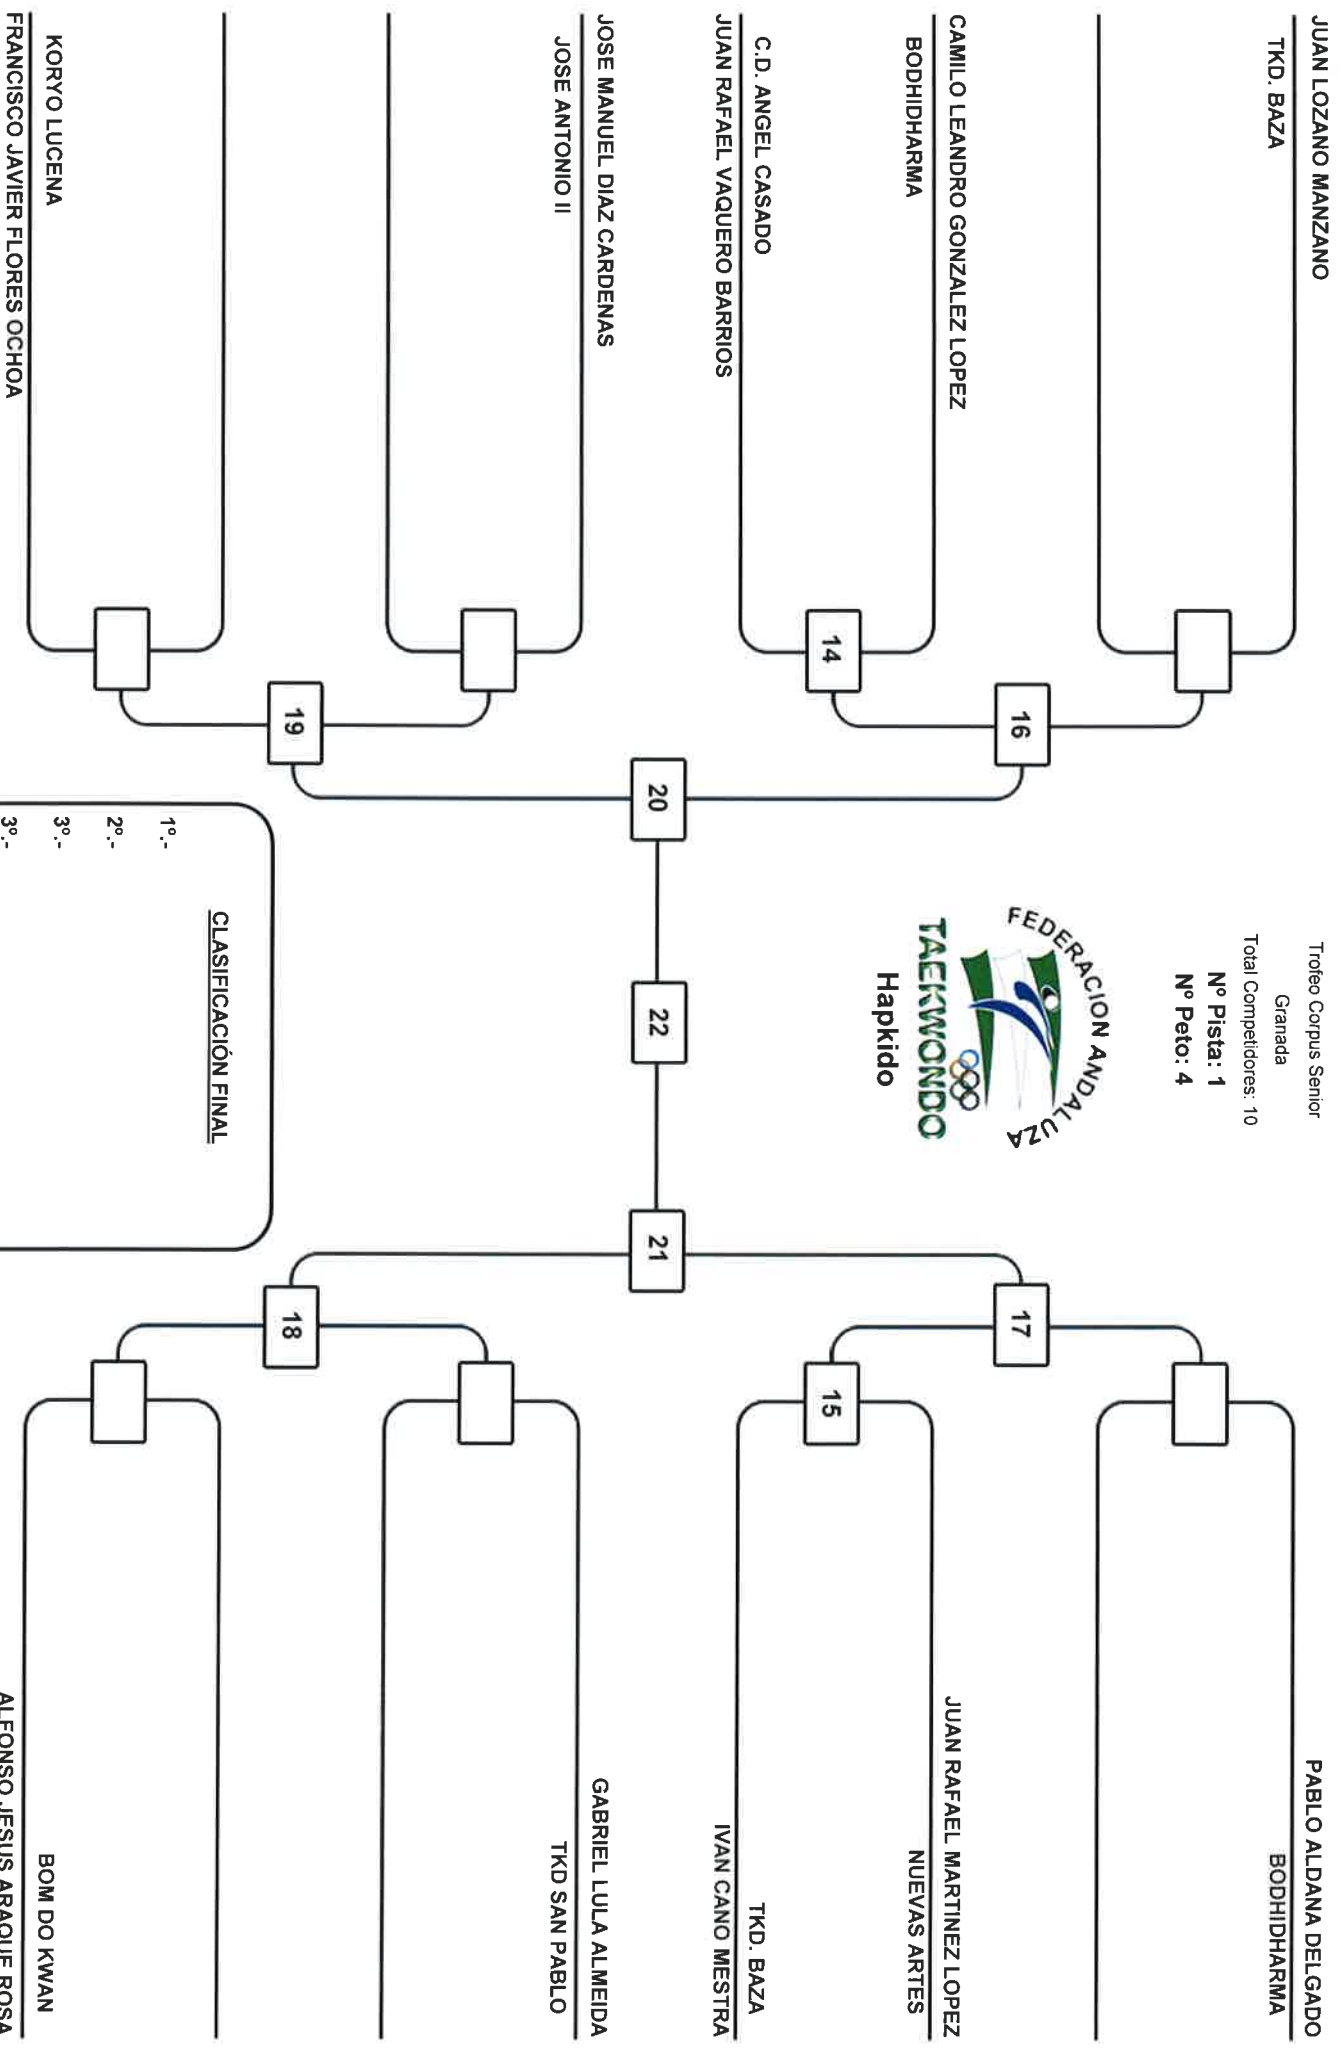 JUAN LOZANO MANZANO
TKD. BAZA
CAMILO LEANDRO GONZALEZ LOPEZ
BODHIDHARMA
C.D. ANGEL CASADO
JUAN RAFAEL VAQUERO BARRIOS
JOSE MANUEL DIAZ CARDENAS
JOSE ANTONIO II
KORYO LUCENA
FRANCISCO JAVIER FLORES OCHOA
14
16
19
20
Trofeo Corpus Senior
Granada
Total Competidores: 10
Nº Pista: 1
Nº Peto: 4
FEDERACION ANDALUZA
TAEKWONDO
Hapkido
22
CLASIFICACIÓN FINAL
1º.-
2º.-
3º.-
3º.-
21
17
15
18
PABLO ALDANA DELGADO
BODHIDHARMA
JUAN RAFAEL MARTINEZ LOPEZ
NUEVAS ARTES
TKD. BAZA
IVAN CANO MESTRA
GABRIEL LULA ALMEIDA
TKD SAN PABLO
BOM DO KWAN
ALFONSO JESUS ARAQUE ROSA